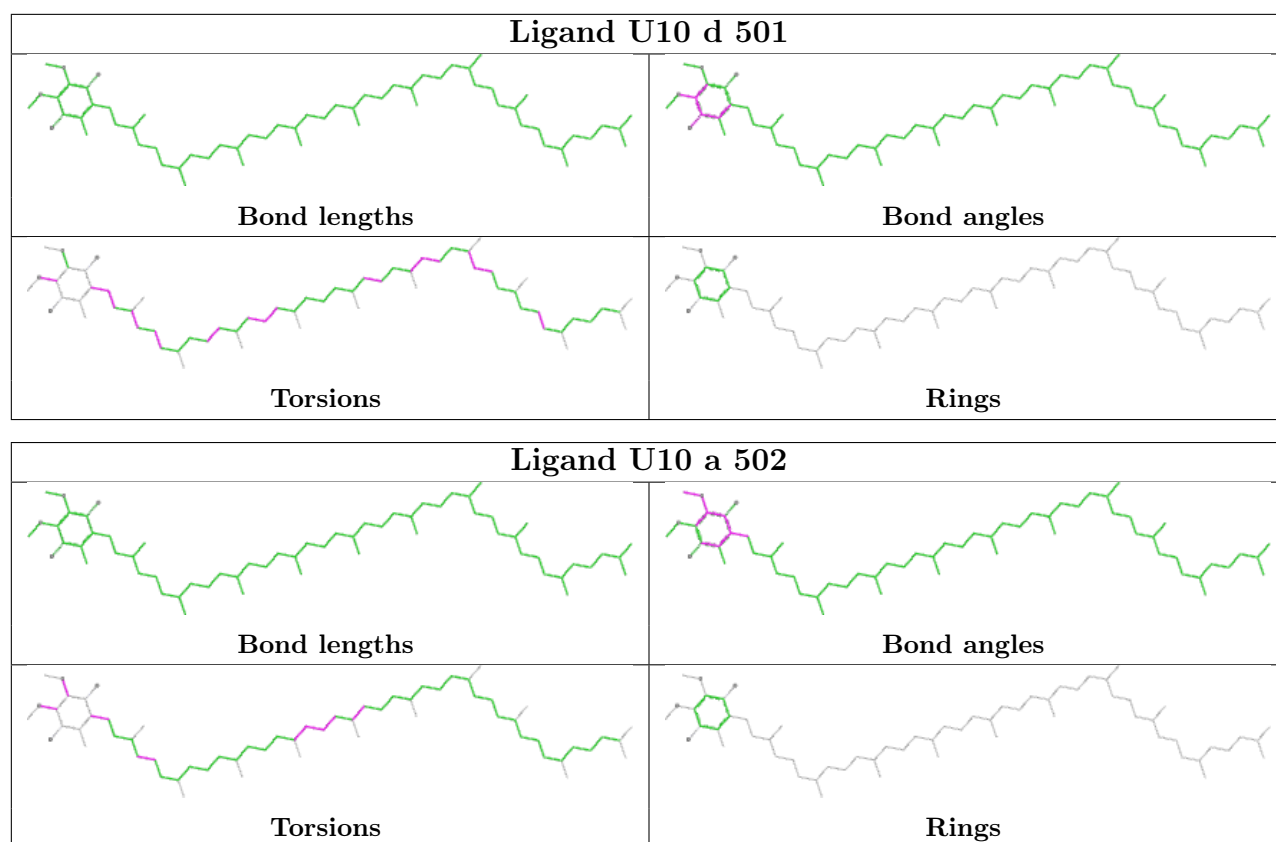 Ligand U10 d 501
Bond lengths
Bond angles
Torsions
Rings
Ligand U10 a 502
Bond lengths
Bond angles
Torsions
Rings